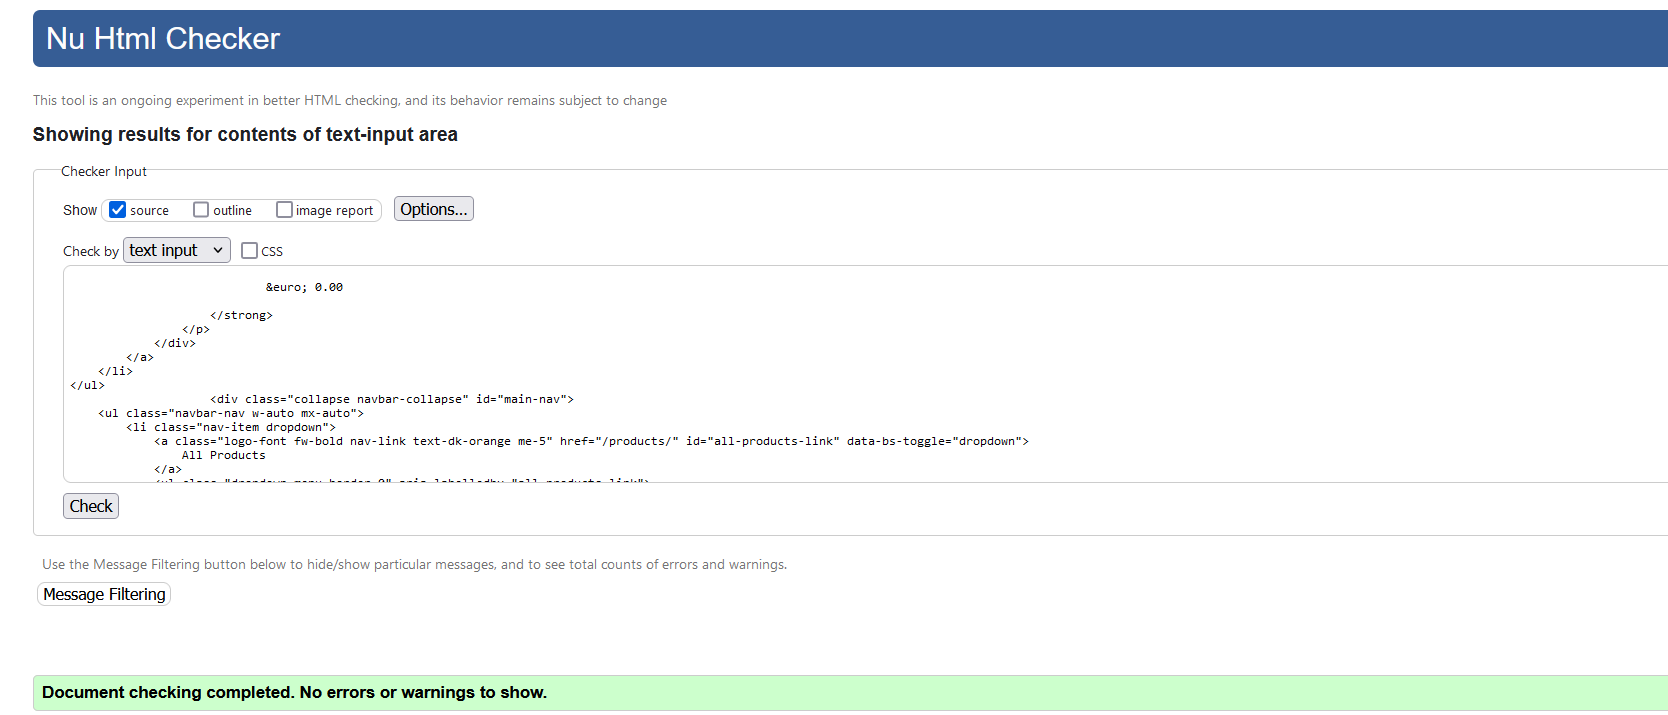 Nu Html Checker
This tool is an ongoing experiment in better HTML checking, and its behavior remains subject to change
Showing results for contents of text-input area
Checker Input
Show source outline image report Options...
Check by text input CSS
&euro; 0.00
</strong>
</p>
</div>
</a>
</li>
</ul>
<div class="collapse navbar-collapse" id="main-nav">
<ul class="navbar-nav w-auto mx-auto">
<li class="nav-item dropdown">
<a class="logo-font fw-bold nav-link text-dk-orange me-5" href="/products/" id="all-products-link" data-bs-toggle="dropdown">
All Products
</a>
Check
Use the Message Filtering button below to hide/show particular messages, and to see total counts of errors and warnings.
Message Filtering
Document checking completed. No errors or warnings to show.